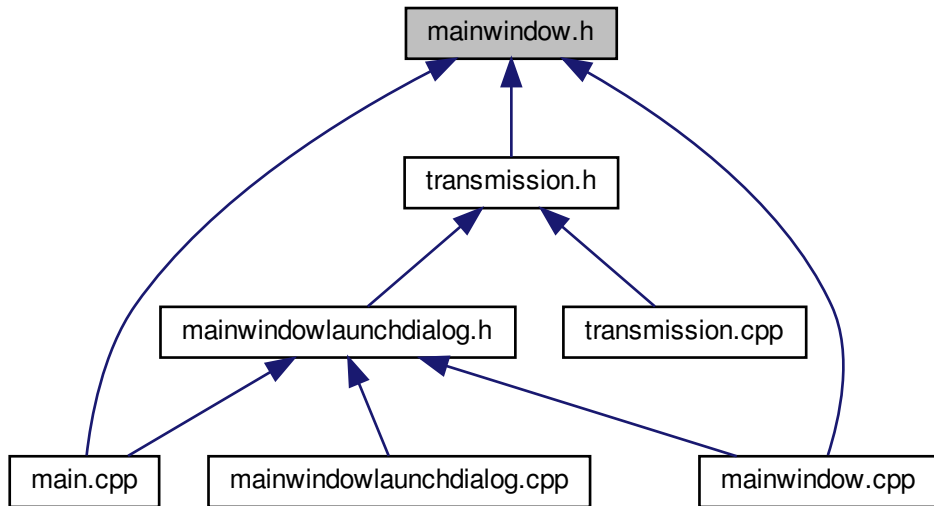 mainwindow.h
transmission.h
mainwindowlaunchdialog.h
transmission.cpp
main.cpp
mainwindowlaunchdialog.cpp
mainwindow.cpp